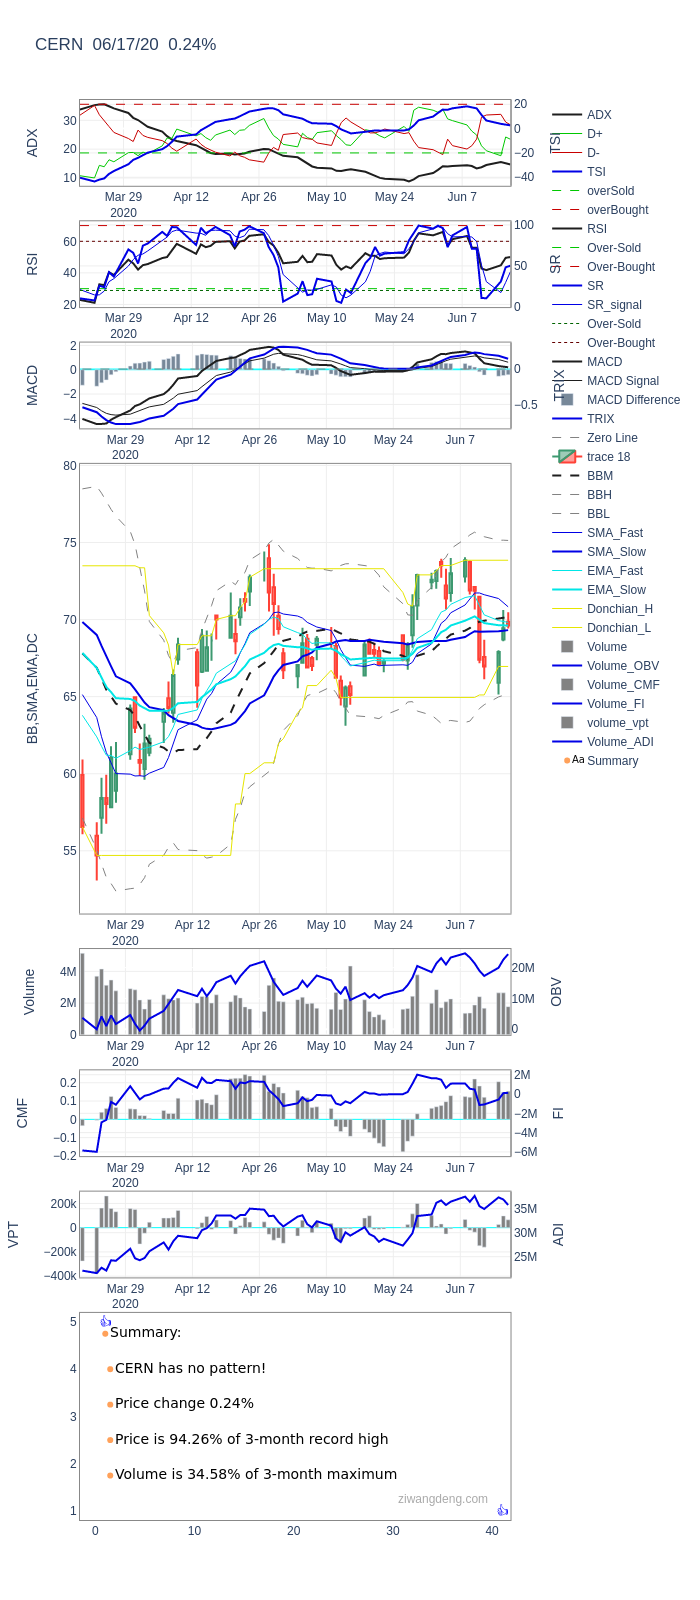 CERN  06/17/20  0.24%
ADX
30
20
10
20
0
−20
−40
TSI
Mar 29
2020
Apr 12
Apr 26
May 10
May 24
Jun 7
RSI
60
40
20
100
50
0
SR
Mar 29
2020
Apr 12
Apr 26
May 10
May 24
Jun 7
MACD
2
0
−2
−4
0
−0.5
TRIX
Mar 29
2020
Apr 12
Apr 26
May 10
May 24
Jun 7
BB,SMA,EMA,DC
80
75
70
65
60
55
Mar 29
2020
Apr 12
Apr 26
May 10
May 24
Jun 7
Volume
4M
2M
0
20M
10M
0
OBV
Mar 29
2020
Apr 12
Apr 26
May 10
May 24
Jun 7
CMF
0.2
0.1
0
−0.1
−0.2
2M
0
−2M
−4M
−6M
FI
Mar 29
2020
Apr 12
Apr 26
May 10
May 24
Jun 7
VPT
200k
0
−200k
−400k
35M
30M
25M
ADI
Mar 29
2020
Apr 12
Apr 26
May 10
May 24
Jun 7
5
4
3
2
1
👍
Summary:
CERN has no pattern!
Price change 0.24%
Price is 94.26% of 3-month record high
Volume is 34.58% of 3-month maximum
ziwangdeng.com
👍
0
10
20
30
40
ADX
D+
D-
TSI
overSold
overBought
RSI
Over-Sold
Over-Bought
SR
SR_signal
Over-Sold
Over-Bought
MACD
MACD Signal
MACD Difference
TRIX
Zero Line
trace 18
BBM
BBH
BBL
SMA_Fast
SMA_Slow
EMA_Fast
EMA_Slow
Donchian_H
Donchian_L
Volume
Volume_OBV
Volume_CMF
Volume_FI
volume_vpt
Volume_ADI
Aa Summary